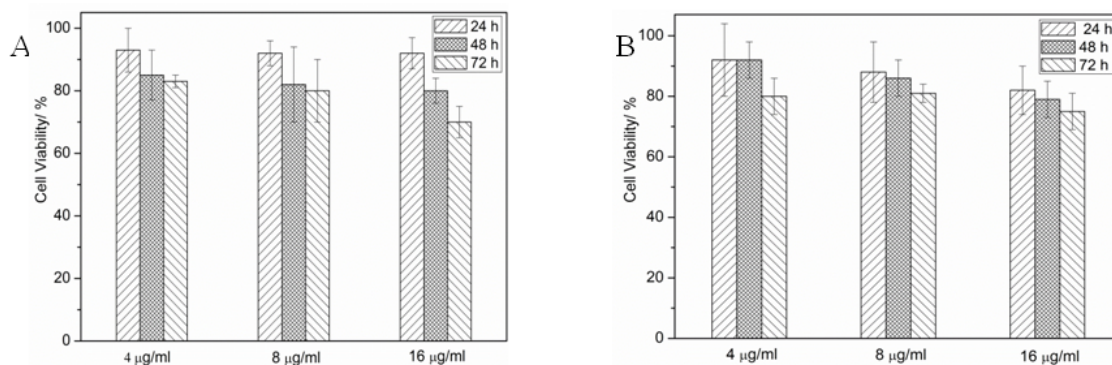 A
Cell Viability/ %
100
80
60
40
20
0
24 h
48 h
72 h
4 μg/ml
8 μg/ml
16 μg/ml
B
Cell Viability/ %
100
80
60
40
20
0
24 h
48 h
72 h
4 μg/ml
8 μg/ml
16 μg/ml